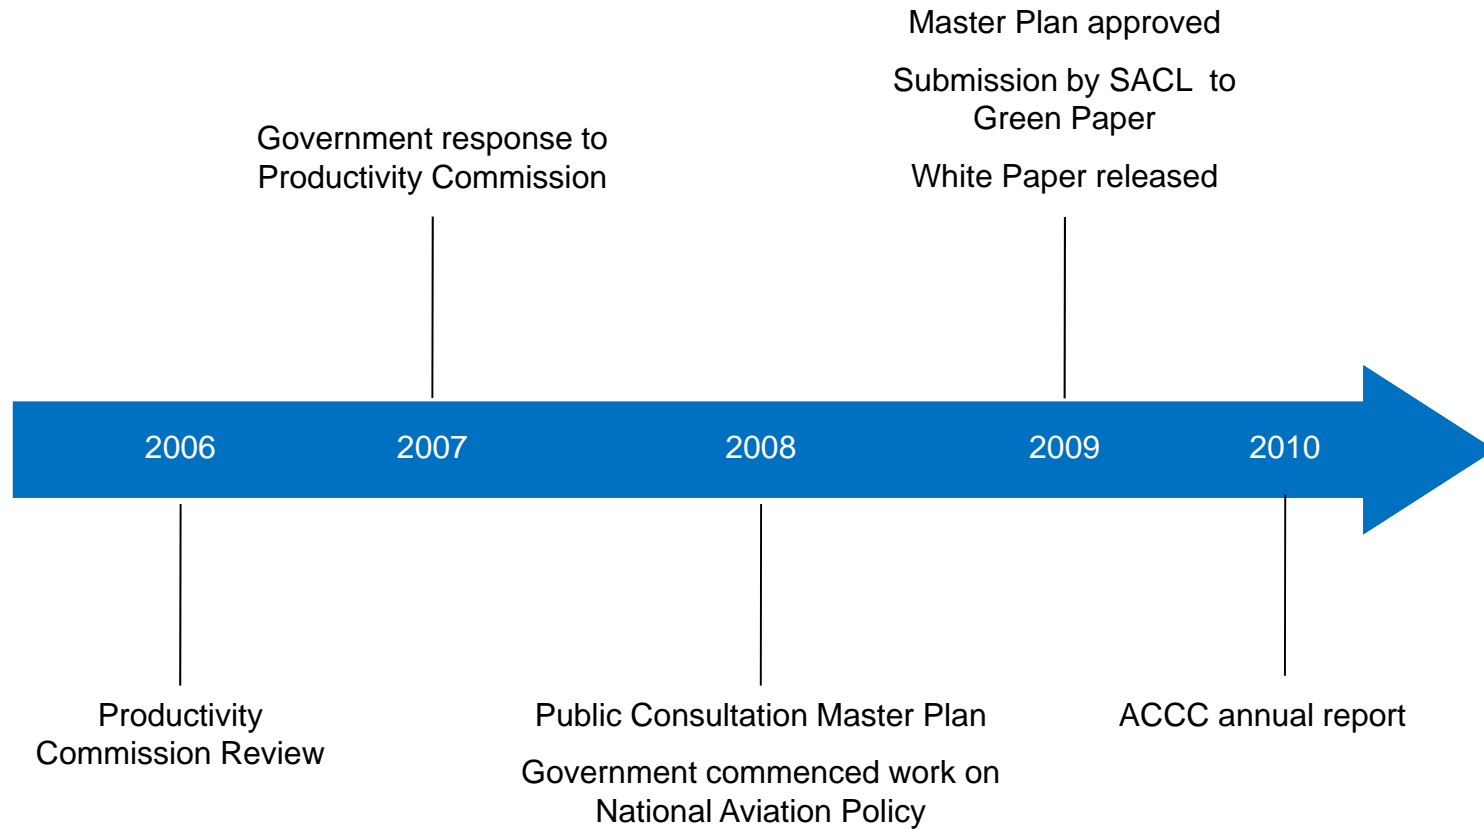 Master Plan approved
Submission by SACL to
Green Paper
White Paper released
Government response to
Productivity Commission
2006
2007
2008
2009
2010
Productivity
Commission Review
Public Consultation Master Plan
Government commenced work on
National Aviation Policy
ACCC annual report